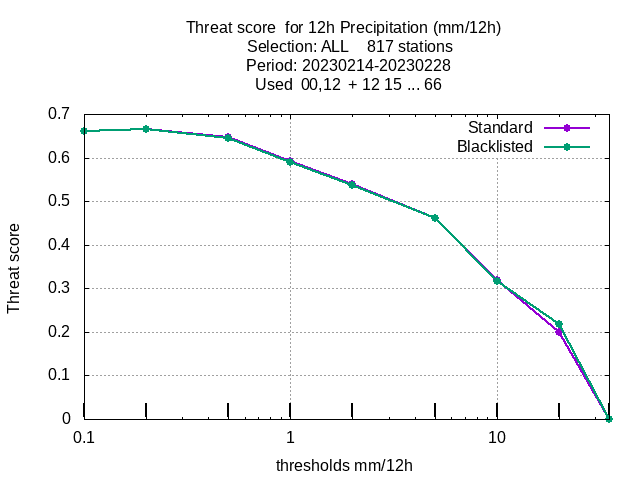 Threat score  for 12h Precipitation (mm/12h)
Selection: ALL    817 stations
Period: 20230214-20230228
Used  00,12  + 12 15 ... 66
Standard
Blacklisted
0.7
0.6
0.5
0.4
0.3
0.2
0.1
0
Threat score
0.1
1
10
thresholds mm/12h